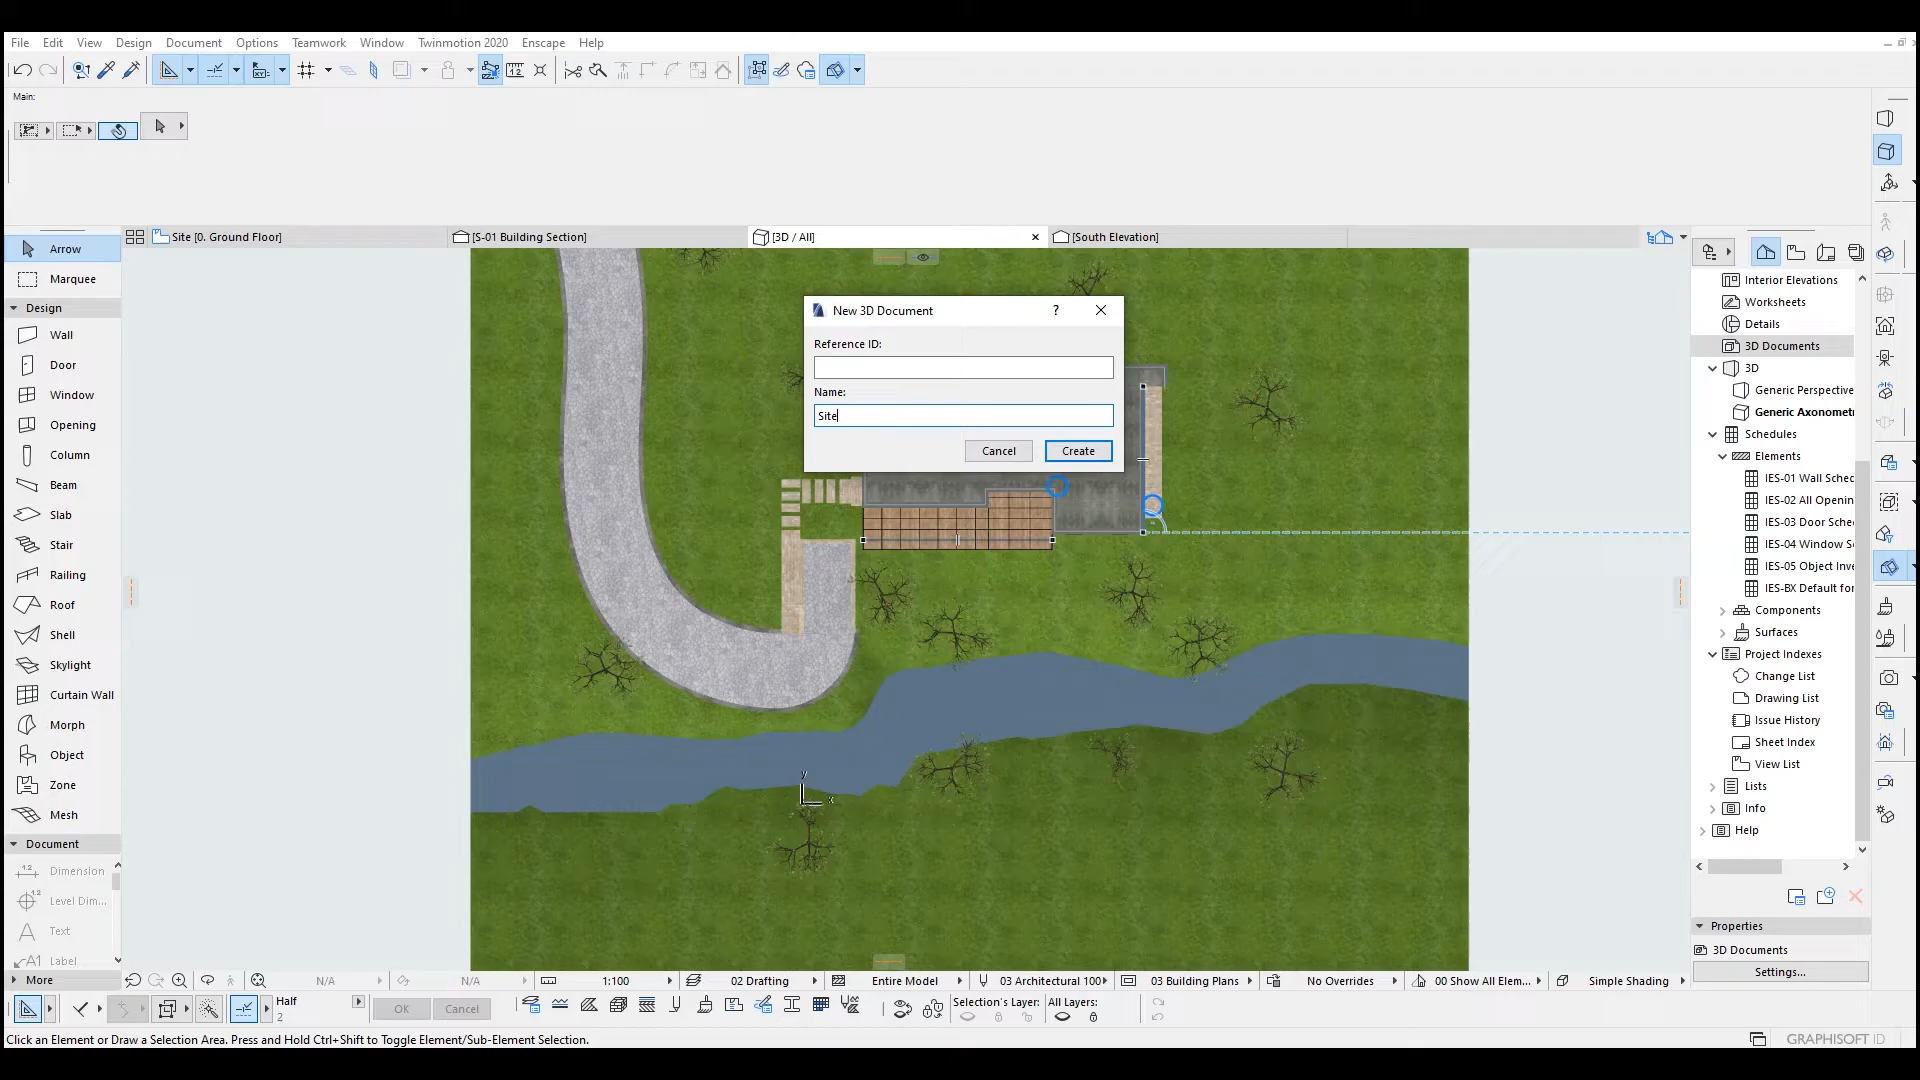 File Edit View Design Document Options Teamwork Window Twinmotion 2020 Enscape Help
Main:
Site [0. Ground Floor] [S-01 Building Section] [3D / All] [South Elevation]
Arrow
Marquee
Design
Wall
Door
Window
Opening
Column
Beam
Slab
Stair
Railing
Roof
Shell
Skylight
Curtain Wall
Morph
Object
Zone
Mesh
Document
Dimension
Level Dim...
Text
Label
More
New 3D Document
Reference ID:
Name:
Site
Cancel Create
y
x
Interior Elevations
Worksheets
Details
3D Documents
3D
Generic Perspective
Generic Axonomet
Schedules
Elements
IES-01 Wall Sched
IES-02 All Openin
IES-03 Door Sche
IES-04 Window S
IES-05 Object Inve
IES-BX Default for
Components
Surfaces
Project Indexes
Change List
Drawing List
Issue History
Sheet Index
View List
Lists
Info
Help
Properties
3D Documents
Settings...
N/A N/A 1:100 02 Drafting Entire Model 03 Architectural 100 03 Building Plans No Overrides 00 Show All Elem... Simple Shading
Half
2
OK Cancel
Selection's Layer: All Layers:
Click an Element or Draw a Selection Area. Press and Hold Ctrl+Shift to Toggle Element/Sub-Element Selection.
GRAPHISOFT ID